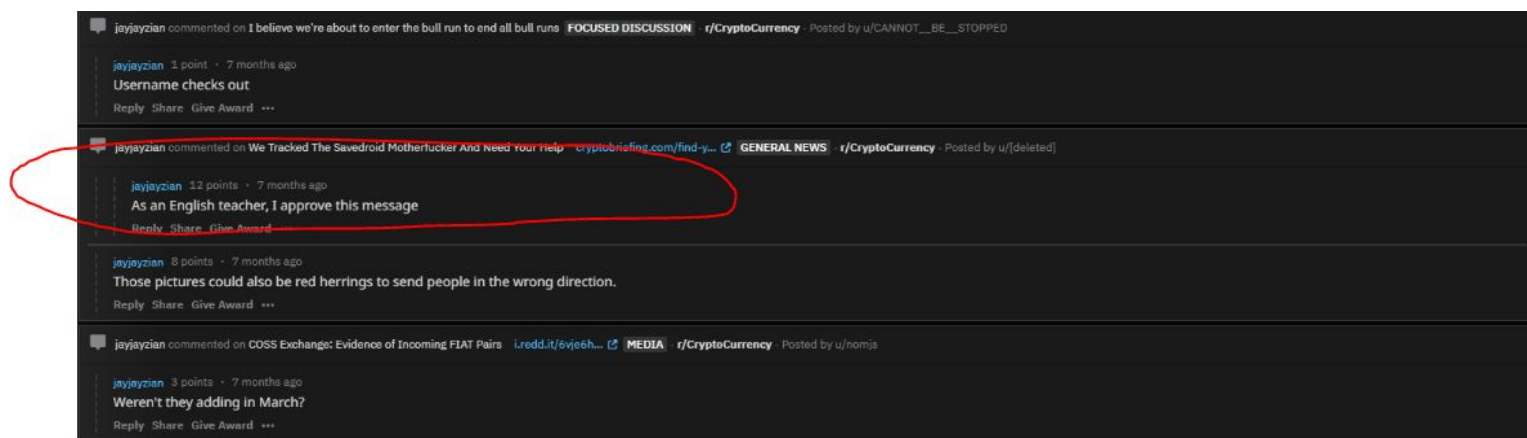 jayjayzian commented on I believe we're about to enter the bull run to end all bull runs FOCUSED DISCUSSION · r/CryptoCurrency · Posted by u/CANNOT__BE__STOPPED
jayjayzian 1 point · 7 months ago
Username checks out
Reply Share Give Award ···
jayjayzian commented on We Tracked The Savedroid Motherfucker And Need Your Help cryptobriefing.com/find-y... GENERAL NEWS · r/CryptoCurrency · Posted by u/[deleted]
jayjayzian 12 points · 7 months ago
As an English teacher, I approve this message
Reply Share Give Award ···
jayjayzian 8 points · 7 months ago
Those pictures could also be red herrings to send people in the wrong direction.
Reply Share Give Award ···
jayjayzian commented on COSS Exchange: Evidence of Incoming FIAT Pairs i.redd.it/6vje6h... MEDIA · r/CryptoCurrency · Posted by u/nomjs
jayjayzian 3 points · 7 months ago
Weren't they adding in March?
Reply Share Give Award ···